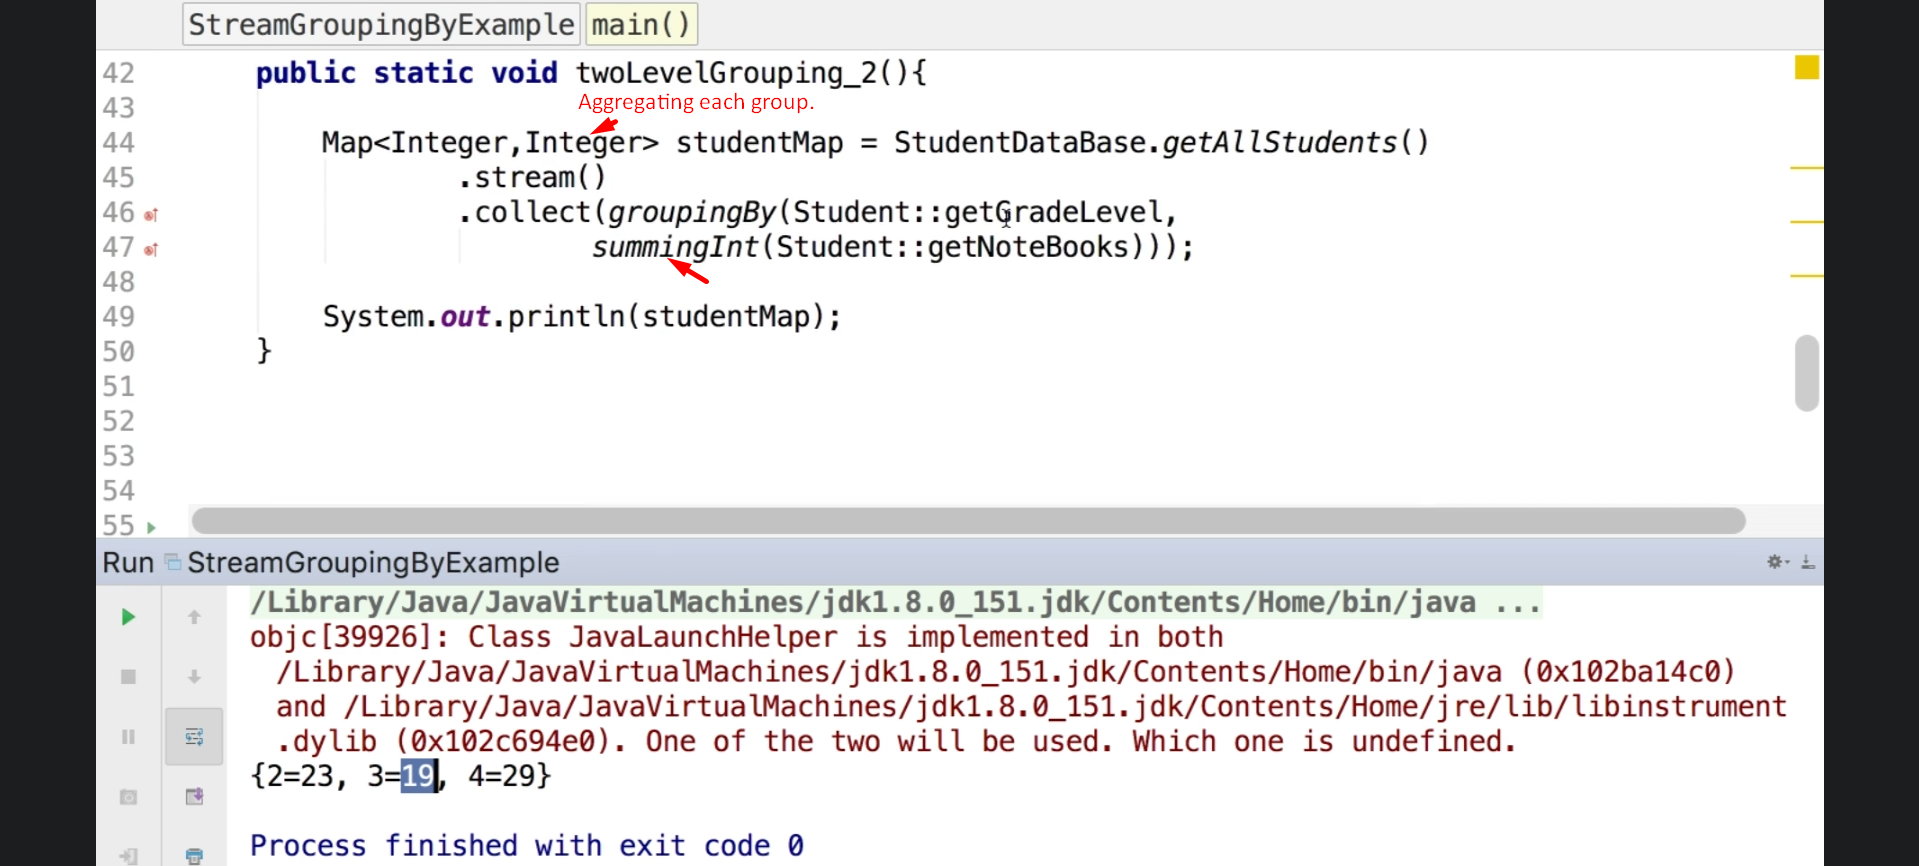 StreamGroupingByExample main()
42 public static void twoLevelGrouping_2(){
43 Aggregating each group.
44 Map<Integer,Integer> studentMap = StudentDataBase.getAllStudents()
45 .stream()
46 .collect(groupingBy(Student::getGradeLevel,
47 summingInt(Student::getNoteBooks)));
48
49 System.out.println(studentMap);
50 }
51
52
53
54
55
Run StreamGroupingByExample
/Library/Java/JavaVirtualMachines/jdk1.8.0_151.jdk/Contents/Home/bin/java ...
objc[39926]: Class JavaLaunchHelper is implemented in both
/Library/Java/JavaVirtualMachines/jdk1.8.0_151.jdk/Contents/Home/bin/java (0x102ba14c0)
and /Library/Java/JavaVirtualMachines/jdk1.8.0_151.jdk/Contents/Home/jre/lib/libinstrument
.dylib (0x102c694e0). One of the two will be used. Which one is undefined.
{2=23, 3=19, 4=29}
Process finished with exit code 0